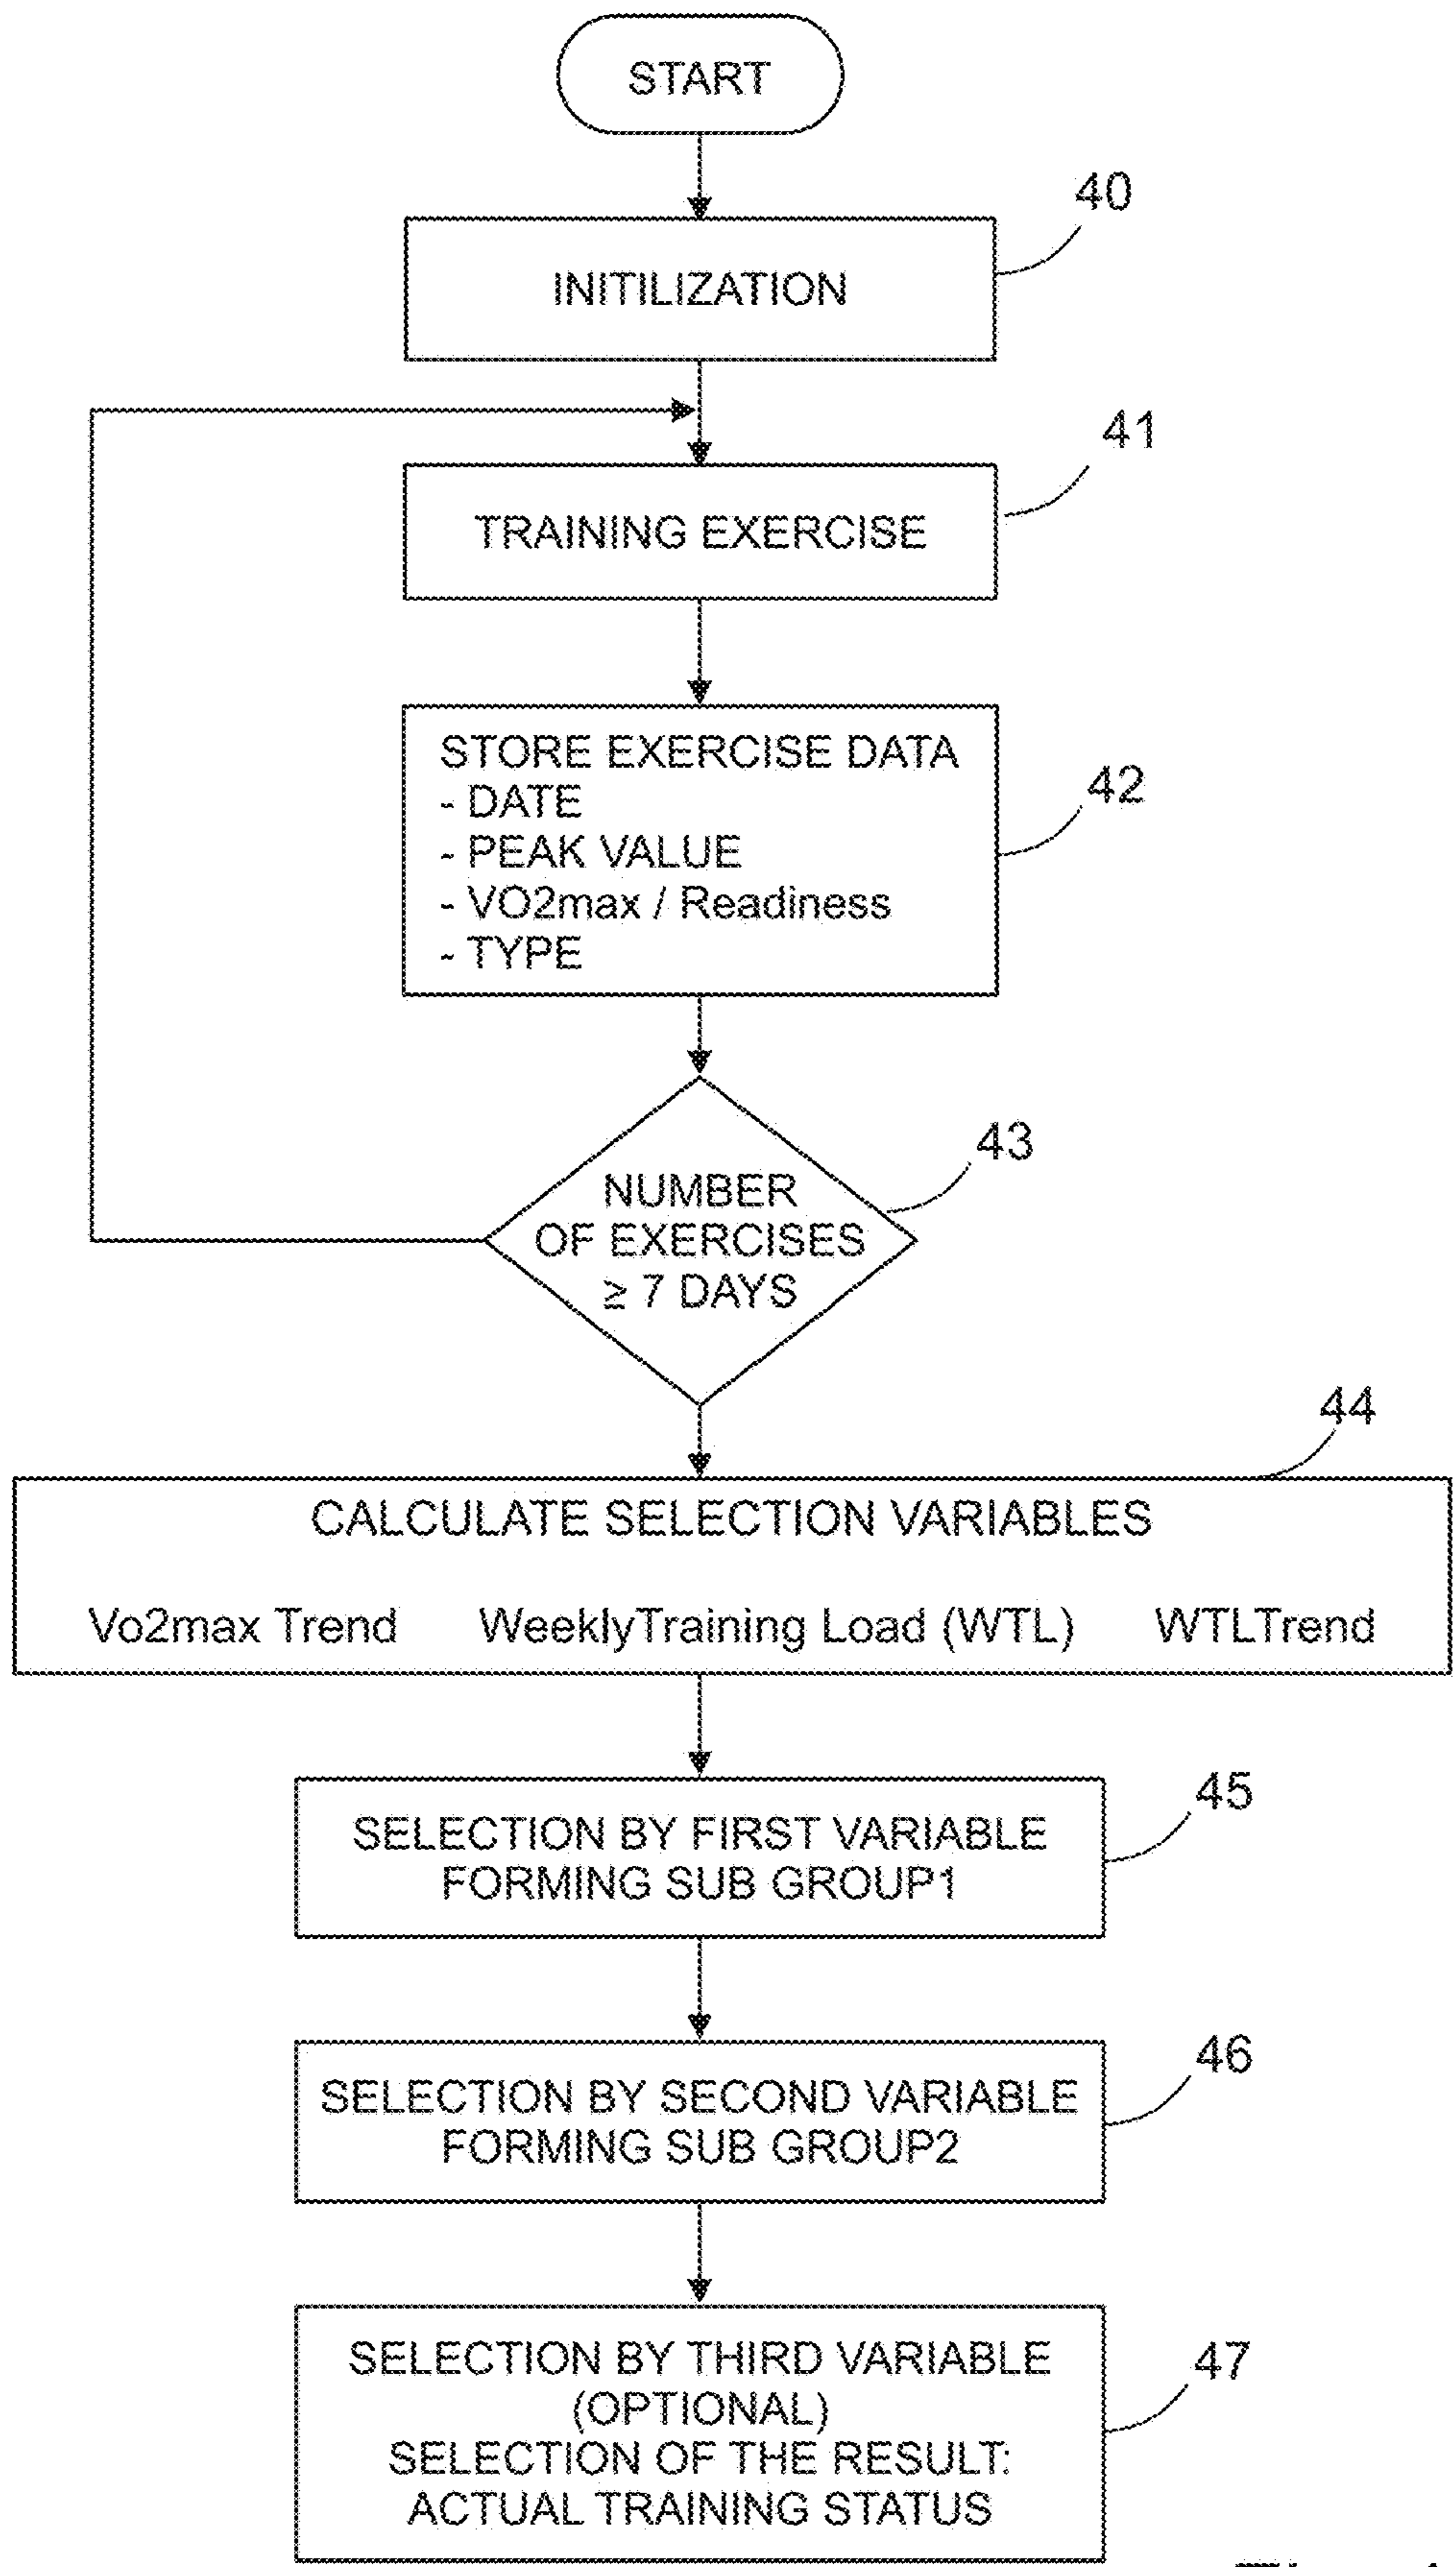 START
40
INITILIZATION
41
TRAINING EXERCISE
STORE EXERCISE DATA
- DATE
- PEAK VALUE
- VO2max / Readiness
- TYPE
42
43
NUMBER
OF EXERCISES
≥ 7 DAYS
44
CALCULATE SELECTION VARIABLES
Vo2max Trend WeeklyTraining Load (WTL) WTLTrend
45
SELECTION BY FIRST VARIABLE
FORMING SUB GROUP1
46
SELECTION BY SECOND VARIABLE
FORMING SUB GROUP2
47
SELECTION BY THIRD VARIABLE
(OPTIONAL)
SELECTION OF THE RESULT:
ACTUAL TRAINING STATUS